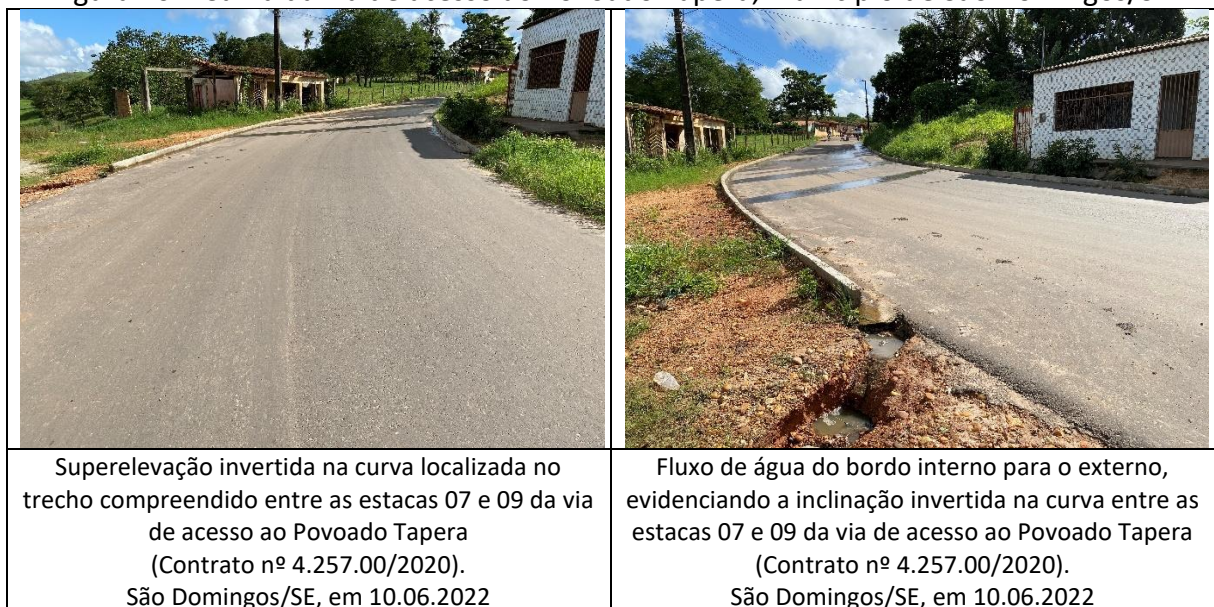 Superelevação invertida na curva localizada no
trecho compreendido entre as estacas 07 e 09 da via
de acesso ao Povoado Tapera
(Contrato nº 4.257.00/2020).
São Domingos/SE, em 10.06.2022
Fluxo de água do bordo interno para o externo,
evidenciando a inclinação invertida na curva entre as
estacas 07 e 09 da via de acesso ao Povoado Tapera
(Contrato nº 4.257.00/2020).
São Domingos/SE, em 10.06.2022